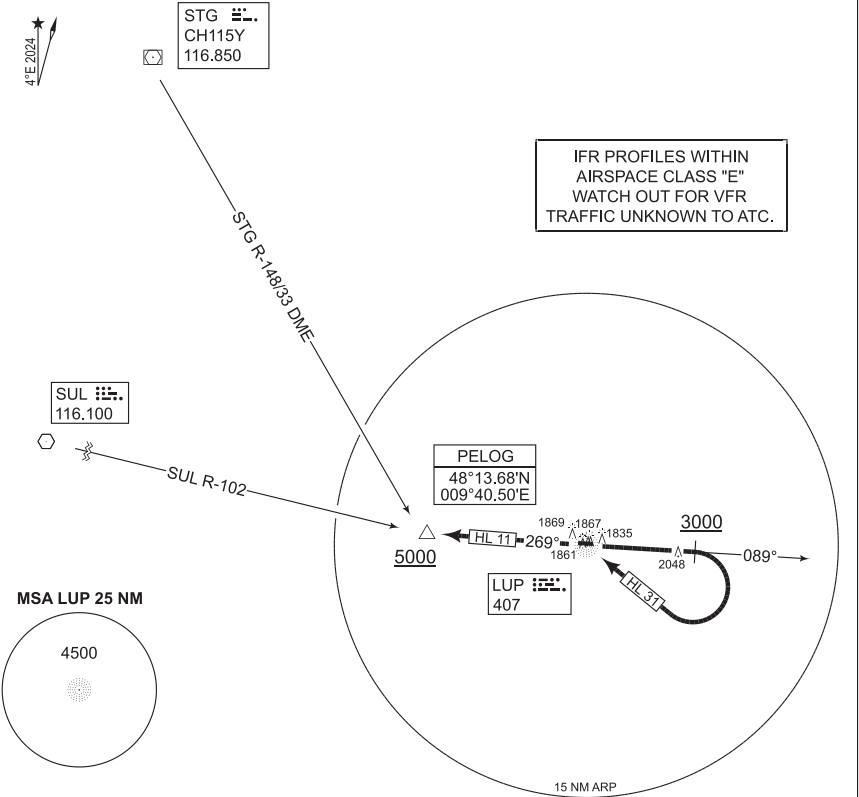 STG
CH115Y
116.850
4°E 2024
IFR PROFILES WITHIN
AIRSPACE CLASS "E"
WATCH OUT FOR VFR
TRAFFIC UNKNOWN TO ATC.
STG R-148/33 DME
SUL
116.100
SUL R-102
PELOG
48°13.68'N
009°40.50'E
5000
HL 11
269°
1869
1867
1861
1835
3000
2048
089°
LUP
407
HL 31
MSA LUP 25 NM
4500
15 NM ARP